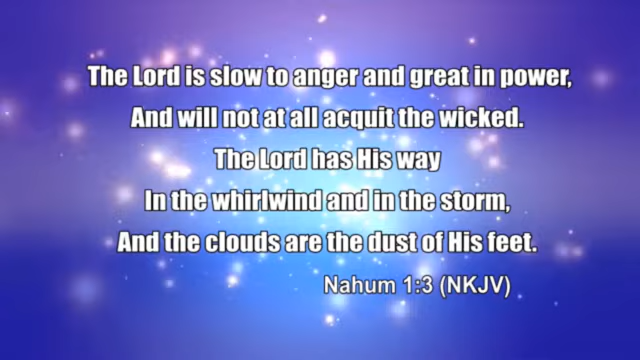 The Lord is slow to anger and great in power,
And will not at all acquit the wicked.
The Lord has His way
In the whirlwind and in the storm,
And the clouds are the dust of His feet.
Nahum 1:3 (NKJV)